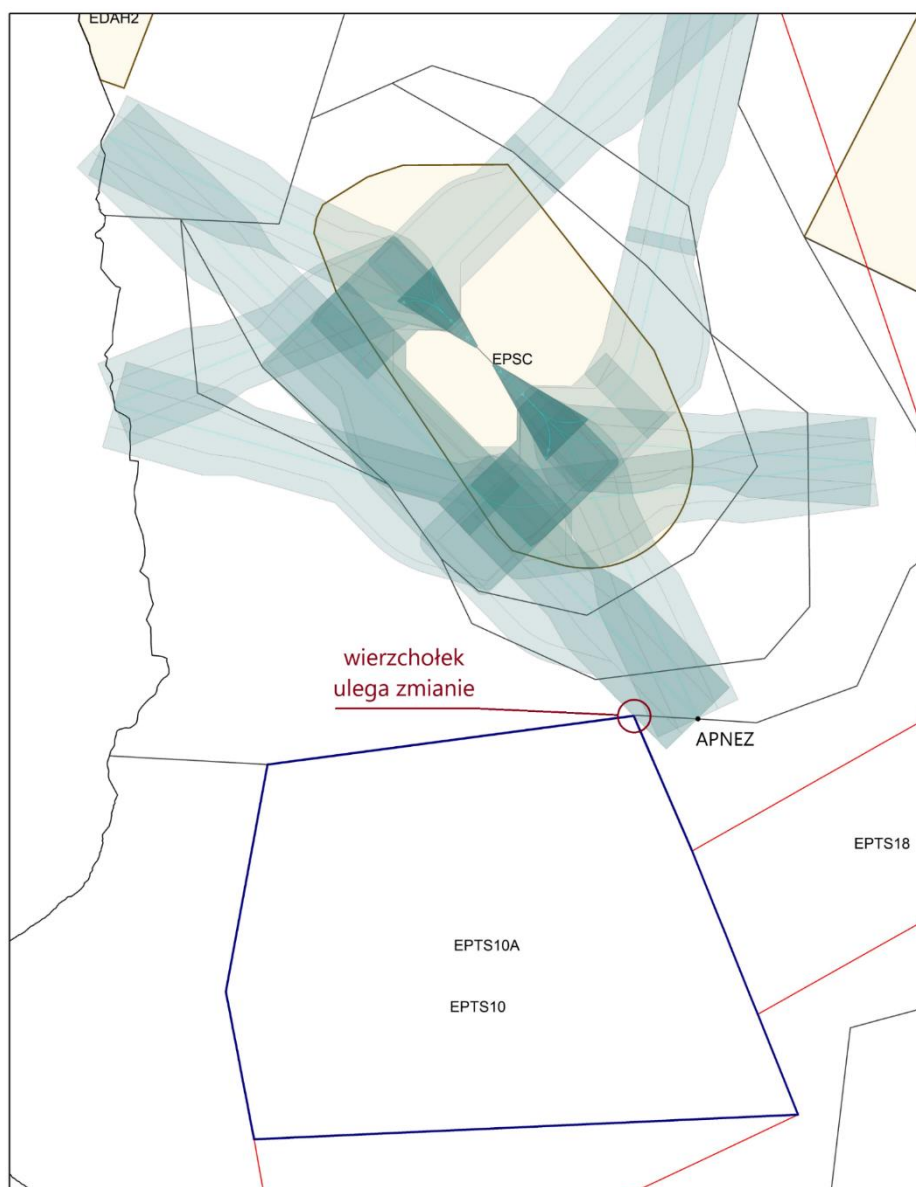 EDAH2
EPSC
wierzchołek
ulega zmianie
APNEZ
EPTS18
EPTS10A
EPTS10